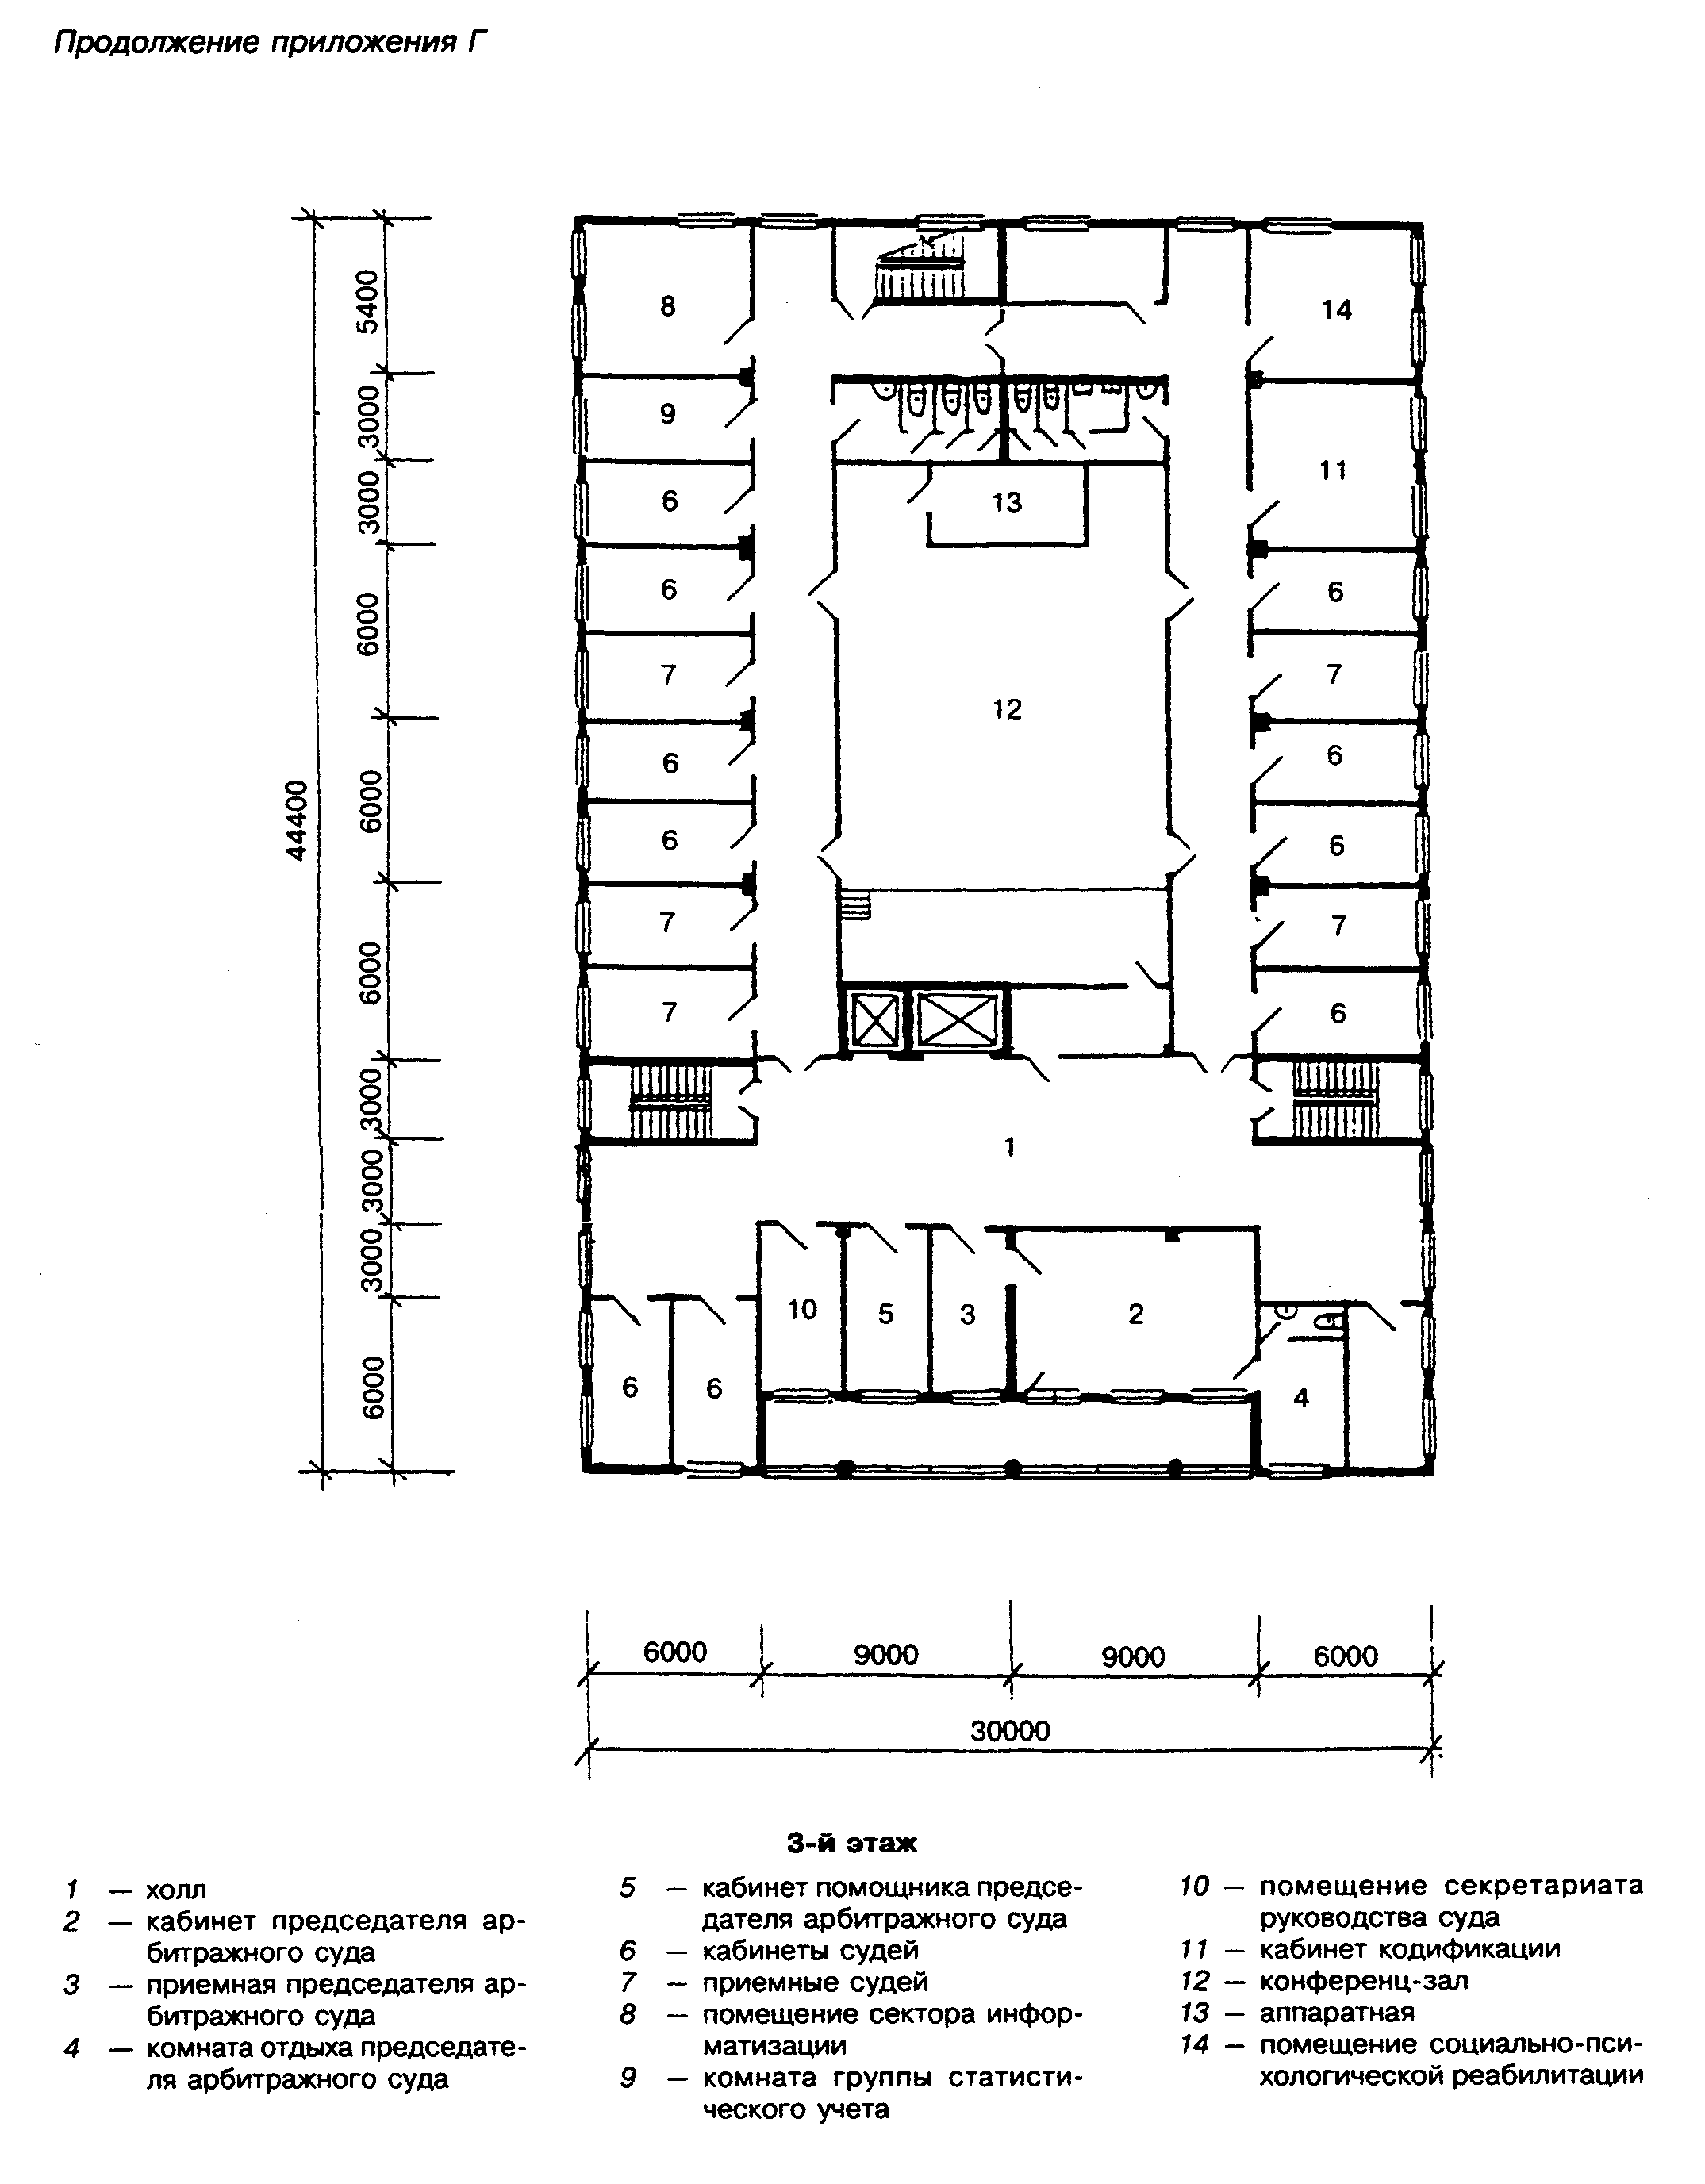 Продолжение приложения Г
5400
8
14
3000
9
3000
6
13
11
6000
6
6
7
12
7
44400
6000
6
6
6
6
6000
7
7
7
6
3000
1
3000
3000
10
5
3
2
6000
6
6
4
6000
9000
9000
6000
30000
3-й этаж
1 — холл
2 — кабинет председателя ар-
битражного суда
3 — приемная председателя ар-
битражного суда
4 — комната отдыха председате-
ля арбитражного суда
5 — кабинет помощника предсе-
дателя арбитражного суда
6 — кабинеты судей
7 — приемные судей
8 — помещение сектора инфор-
матизации
9 — комната группы статисти-
ческого учета
10 — помещение секретариата
руководства суда
11 — кабинет кодификации
12 — конференц-зал
13 — аппаратная
14 — помещение социально-пси-
хологической реабилитации